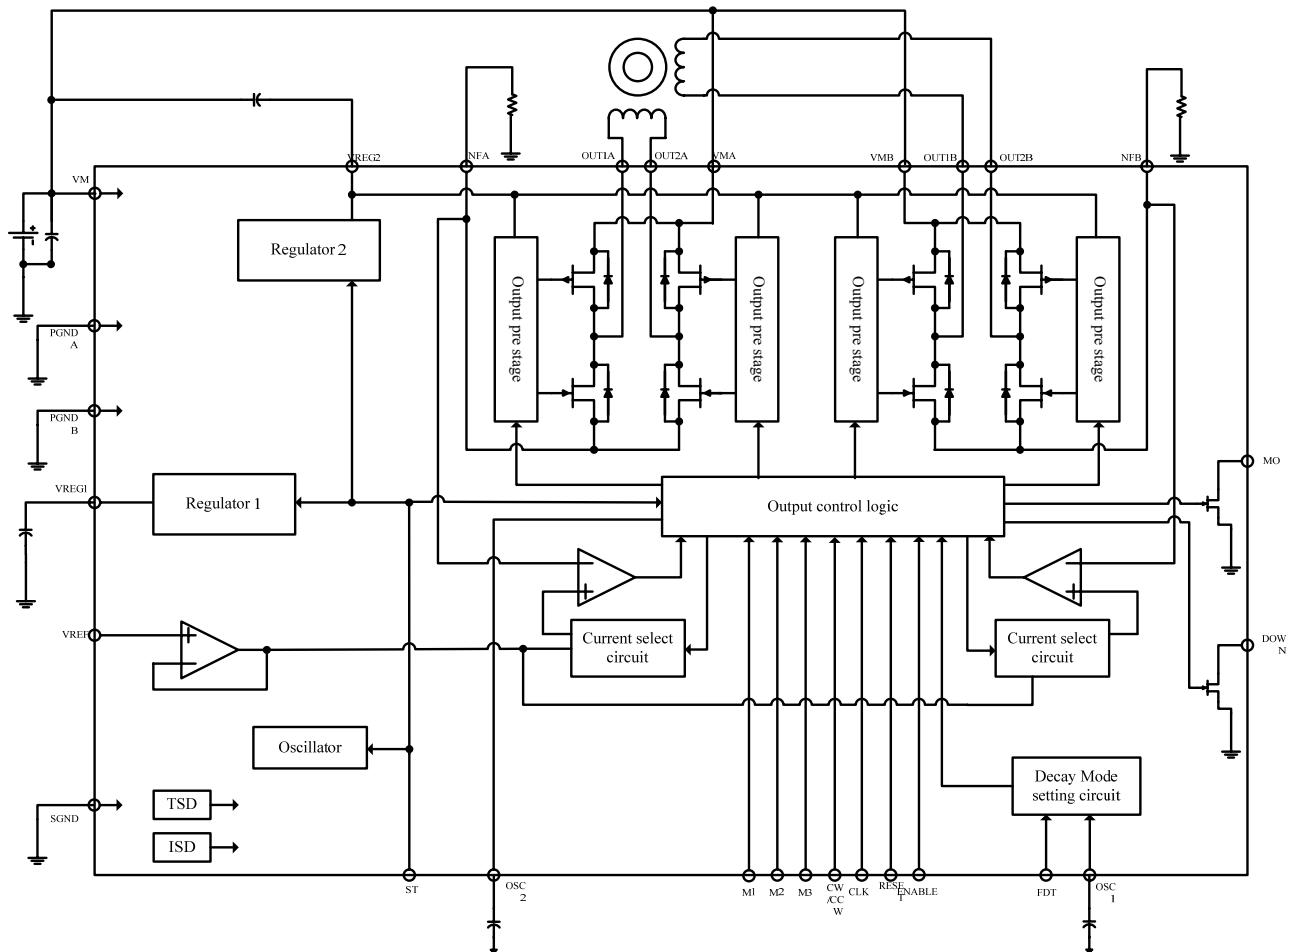 VREG2
NFA
OUT1A
OUT2A
VMA
VMB
OUT1B
OUT2B
NFB
VM
+
Regulator 2
Output pre stage
Output pre stage
Output pre stage
Output pre stage
PGND
A
PGND
B
VREG1
Regulator 1
Output control logic
MO
VREF
Current select
circuit
Current select
circuit
DOW
N
Oscillator
Decay Mode
setting circuit
SGND
TSD
ISD
ST
OSC
2
M1
M2
M3
CW
/CC
W
CLK
RESE
T
ENABLE
FDT
OSC
1